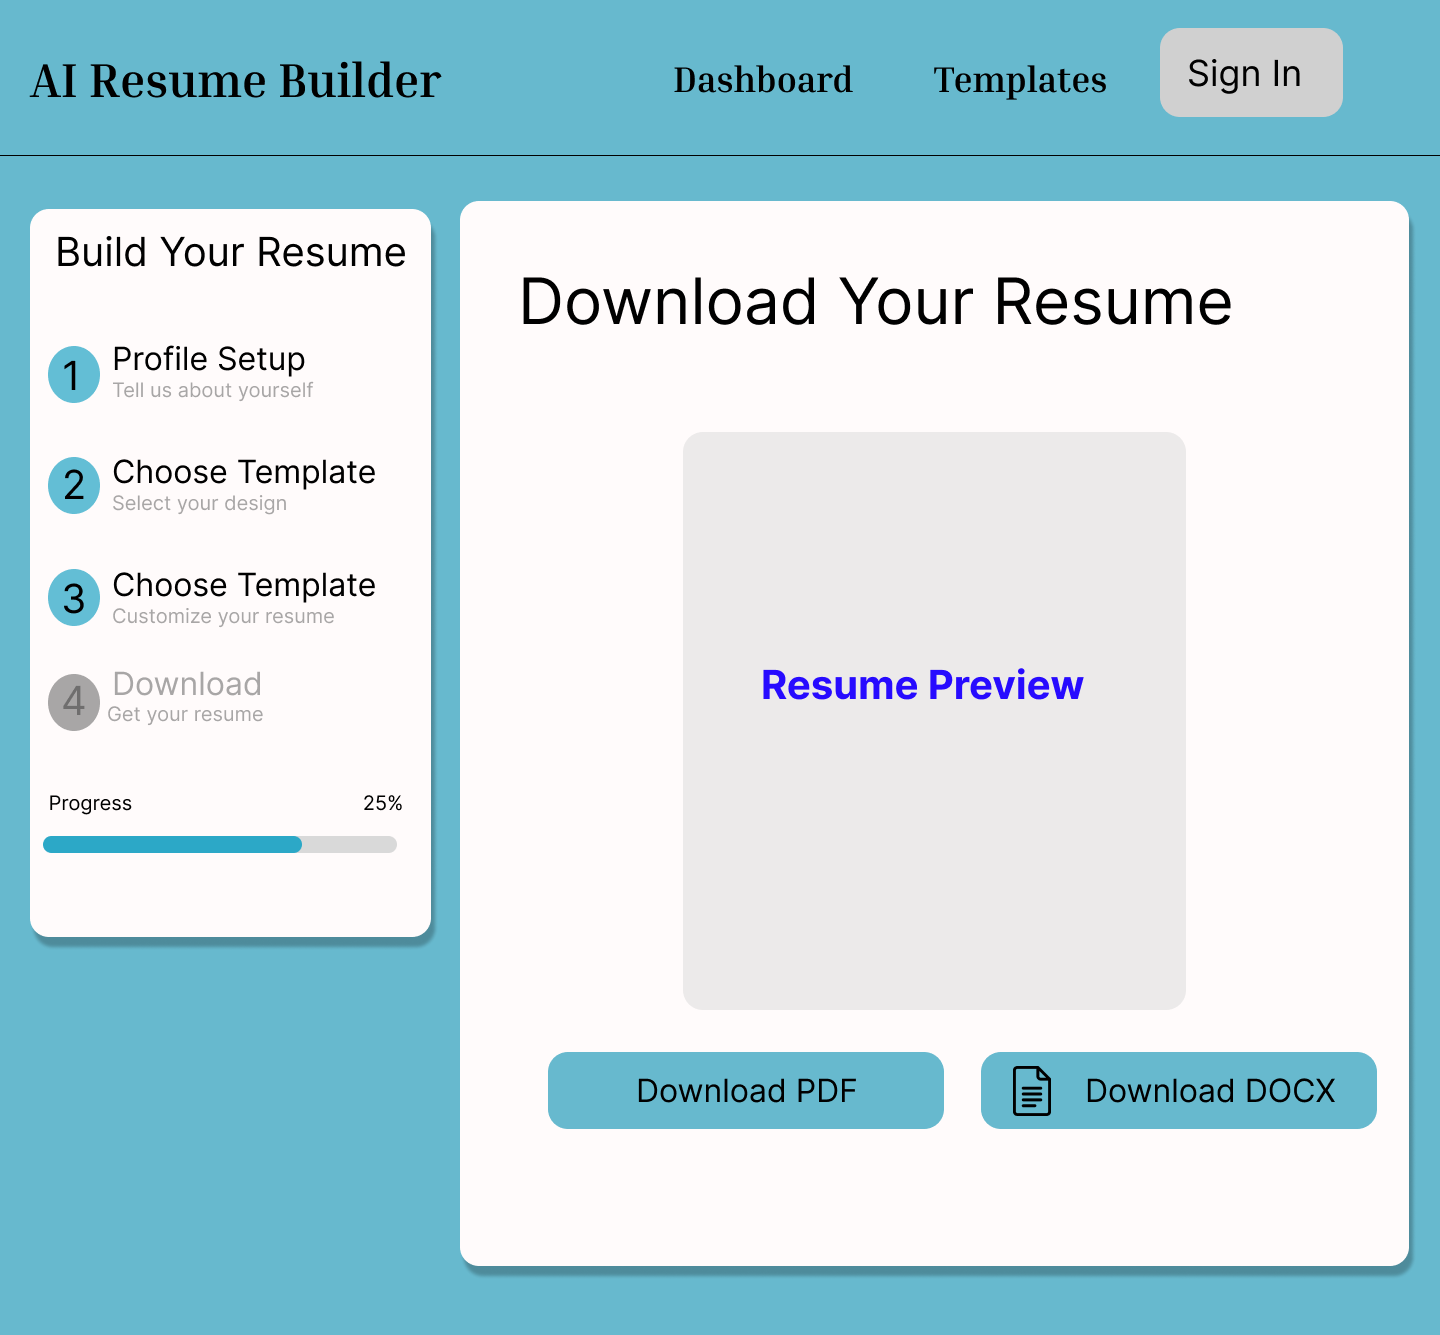 AI Resume Builder
Dashboard
Templates
Sign In
Build Your Resume
1
Profile Setup
Tell us about yourself
2
Choose Template
Select your design
3
Choose Template
Customize your resume
4
Download
Get your resume
Progress
25%
Download Your Resume
Resume Preview
Download PDF
Download DOCX